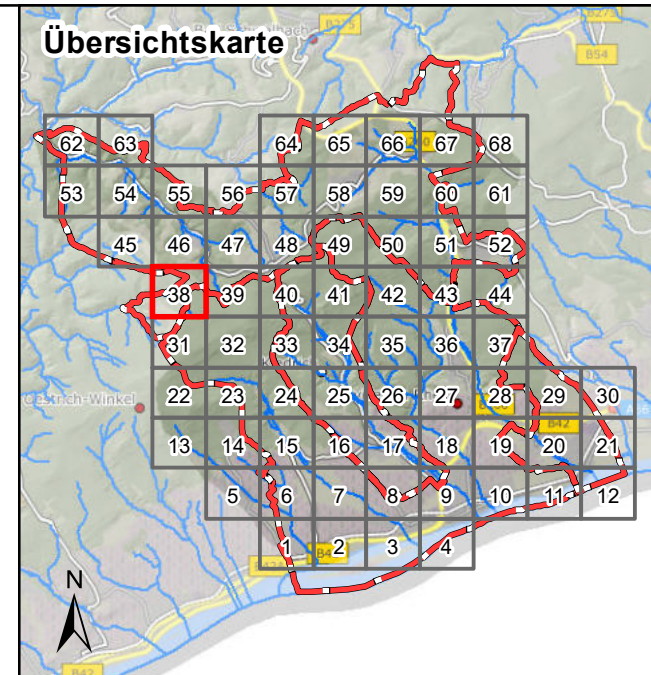 Übersichtskarte
B275
B54
62 63 64 65 66 67 68
53 54 55 56 57 58 59 60 61
45 46 47 48 49 50 51 52
38 39 40 41 42 43 44
31 32 33 34 35 36 37
Oestrich-Winkel
22 23 24 25 26 27 28 29 30
B42
13 14 15 16 17 18 19 20 21
5 6 7 8 9 10 11 12
1 2 3 4
N
B42